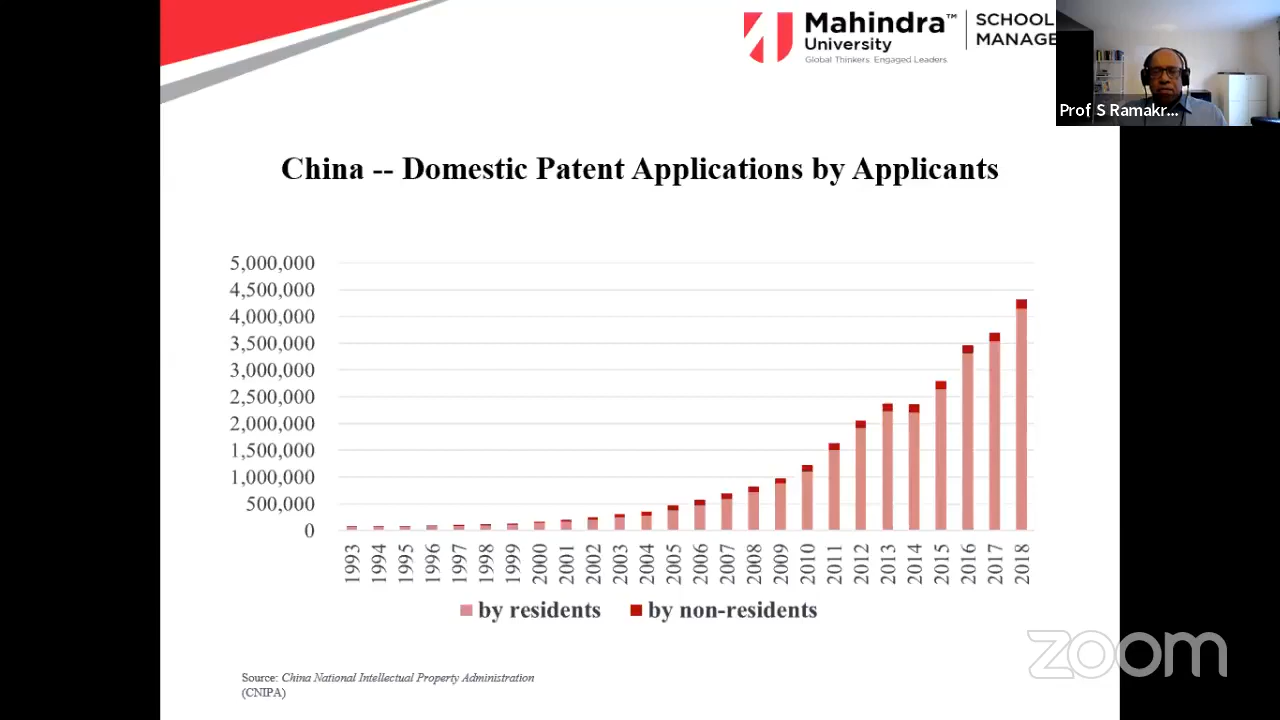 Mahindra™
University
Global Thinkers. Engaged Leaders.
SCHOOL
MANAGE
Prof S Ramakr...
China -- Domestic Patent Applications by Applicants
5,000,000
4,500,000
4,000,000
3,500,000
3,000,000
2,500,000
2,000,000
1,500,000
1,000,000
500,000
0
1993 1994 1995 1996 1997 1998 1999 2000 2001 2002 2003 2004 2005 2006 2007 2008 2009 2010 2011 2012 2013 2014 2015 2016 2017 2018
by residents by non-residents
Source: China National Intellectual Property Administration
(CNIPA)
zoom